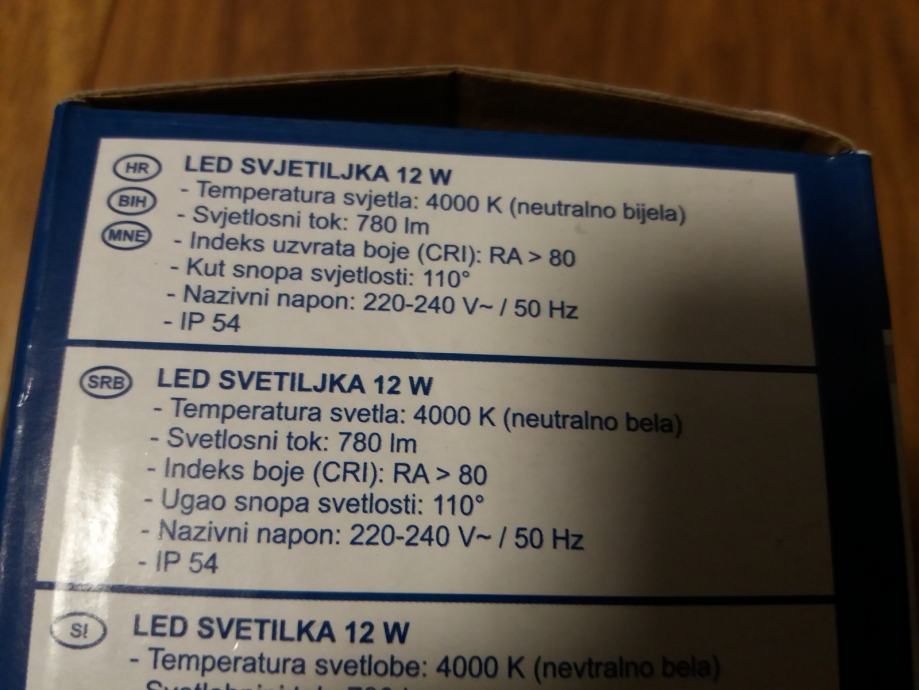 HR LED SVJETILJKA 12 W
BIH - Temperatura svjetla: 4000 K (neutralno bijela)
MNE - Svjetlosni tok: 780 lm
- Indeks uzvrata boje (CRI): RA > 80
- Kut snopa svjetlosti: 110°
- Nazivni napon: 220-240 V~ / 50 Hz
- IP 54
SRB LED SVETILJKA 12 W
- Temperatura svetla: 4000 K (neutralno bela)
- Svetlosni tok: 780 lm
- Indeks boje (CRI): RA > 80
- Ugao snopa svetlosti: 110°
- Nazivni napon: 220-240 V~ / 50 Hz
- IP 54
S! LED SVETILKA 12 W
- Temperatura svetlobe: 4000 K (nevtralno bela)